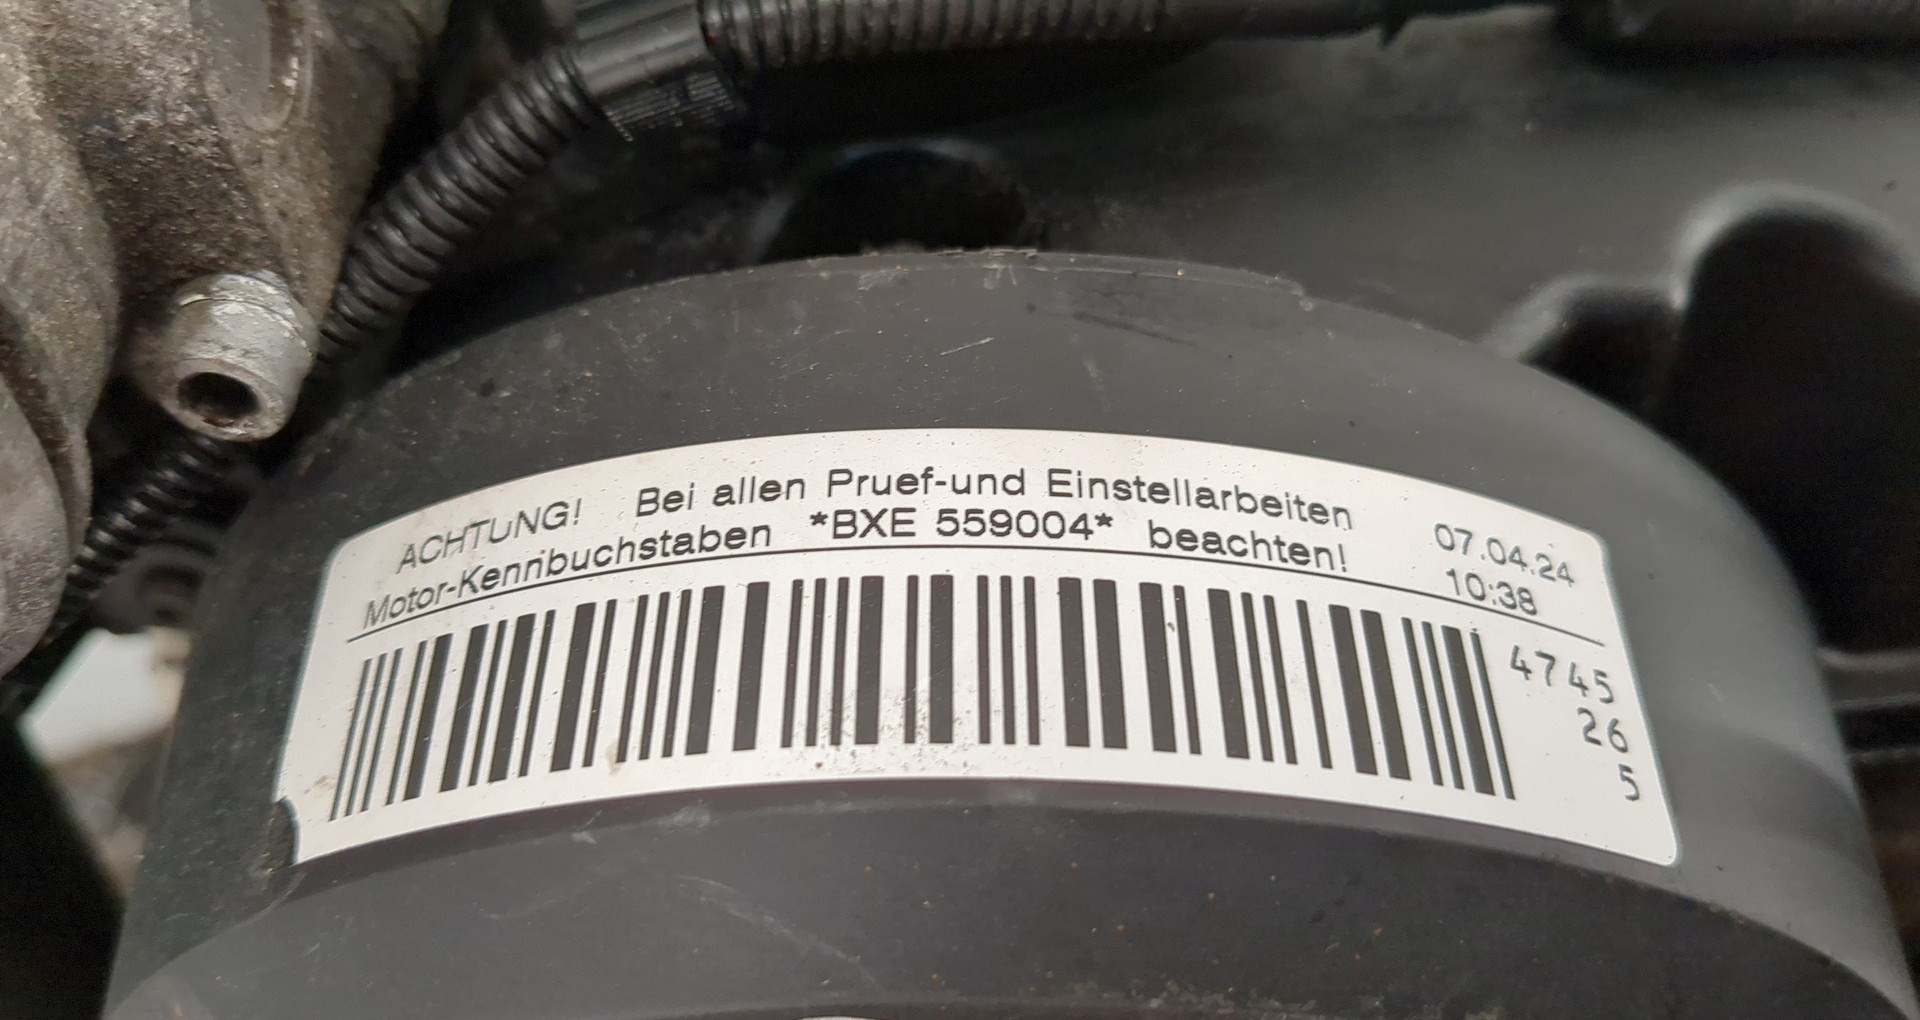 ACHTUNG! Bei allen Pruef-und Einstellarbeiten 07.04.24
Motor-Kennbuchstaben *BXE 559004* beachten! 10:38
4745
26
5